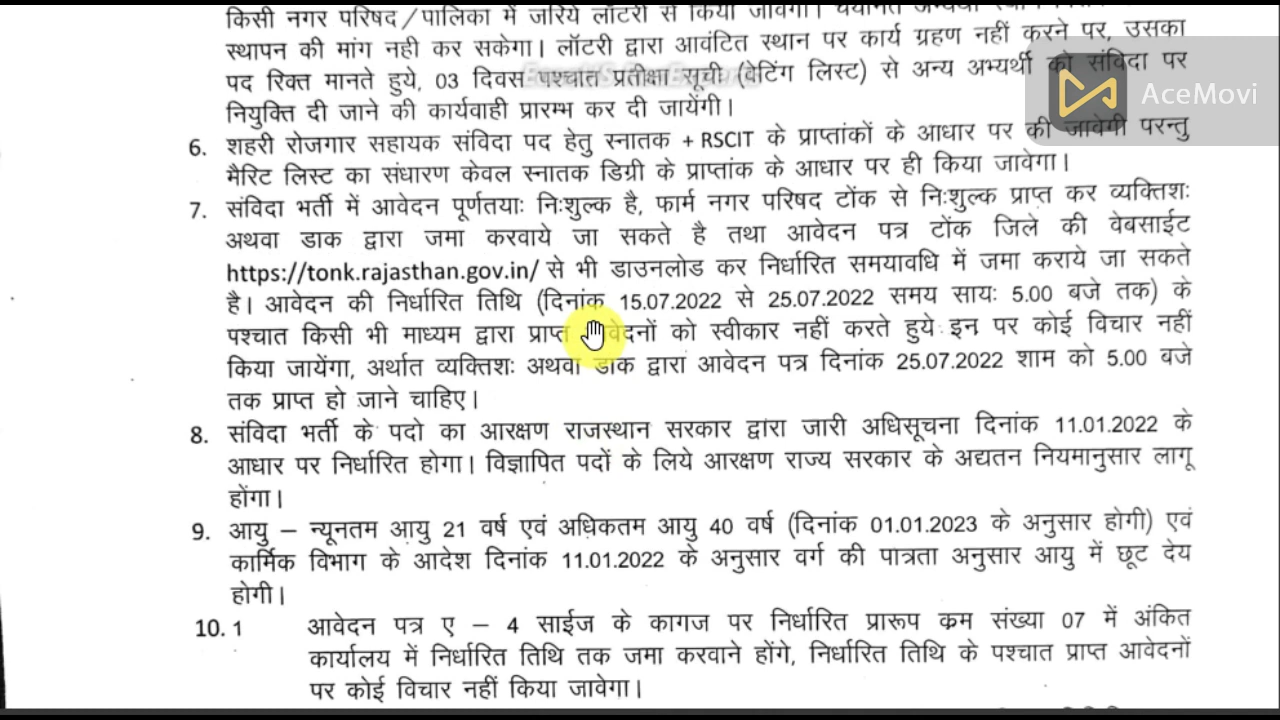 किसी नगर परिषद/पालिका में जरिये लॉटरी से किया जावेगा।
स्थापन की मांग नही कर सकेगा। लॉटरी द्वारा आवंटित स्थान पर कार्य ग्रहण नहीं करने पर, उसका
पद रिक्त मानते हुये, 03 दिवस पश्चात प्रतीक्षा सूची (वेटिंग लिस्ट) से अन्य अभ्यर्थी को संविदा पर
AceMovi
नियुक्ति दी जाने की कार्यवाही प्रारम्भ कर दी जायेंगी।
6. शहरी रोजगार सहायक संविदा पद हेतु स्नातक + RSCIT के प्राप्तांकों के आधार पर की जावेगी परन्तु
मैरिट लिस्ट का संधारण केवल स्नातक डिग्री के प्राप्तांक के आधार पर ही किया जावेगा।
7. संविदा भर्ती में आवेदन पूर्णतयाः निःशुल्क है, फार्म नगर परिषद टोंक से निःशुल्क प्राप्त कर व्यक्तिशः
अथवा डाक द्वारा जमा करवाये जा सकते है तथा आवेदन पत्र टोंक जिले की वेबसाईट
https://tonk.rajasthan.gov.in/ से भी डाउनलोड कर निर्धारित समयावधि में जमा कराये जा सकते
है। आवेदन की निर्धारित तिथि (दिनांक 15.07.2022 से 25.07.2022 समय सायः 5.00 बजे तक) के
पश्चात किसी भी माध्यम द्वारा प्राप्त आवेदनों को स्वीकार नहीं करते हुये इन पर कोई विचार नहीं
किया जायेंगा, अर्थात व्यक्तिशः अथवा डाक द्वारा आवेदन पत्र दिनांक 25.07.2022 शाम को 5.00 बजे
तक प्राप्त हो जाने चाहिए।
8. संविदा भर्ती के पदो का आरक्षण राजस्थान सरकार द्वारा जारी अधिसूचना दिनांक 11.01.2022 के
आधार पर निर्धारित होगा। विज्ञापित पदों के लिये आरक्षण राज्य सरकार के अद्यतन नियमानुसार लागू
होंगा।
9. आयु – न्यूनतम आयु 21 वर्ष एवं अधिकतम आयु 40 वर्ष (दिनांक 01.01.2023 के अनुसार होगी) एवं
कार्मिक विभाग के आदेश दिनांक 11.01.2022 के अनुसार वर्ग की पात्रता अनुसार आयु में छूट देय
होगी।
10. 1 आवेदन पत्र ए – 4 साईज के कागज पर निर्धारित प्रारूप क्रम संख्या 07 में अंकित
कार्यालय में निर्धारित तिथि तक जमा करवाने होंगे, निर्धारित तिथि के पश्चात प्राप्त आवेदनों
पर कोई विचार नहीं किया जावेगा।